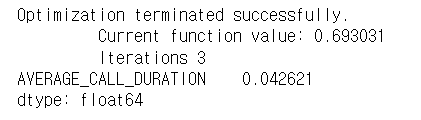 Optimization terminated successfully.
Current function value: 0.693031
Iterations 3
AVERAGE_CALL_DURATION    0.042621
dtype: float64